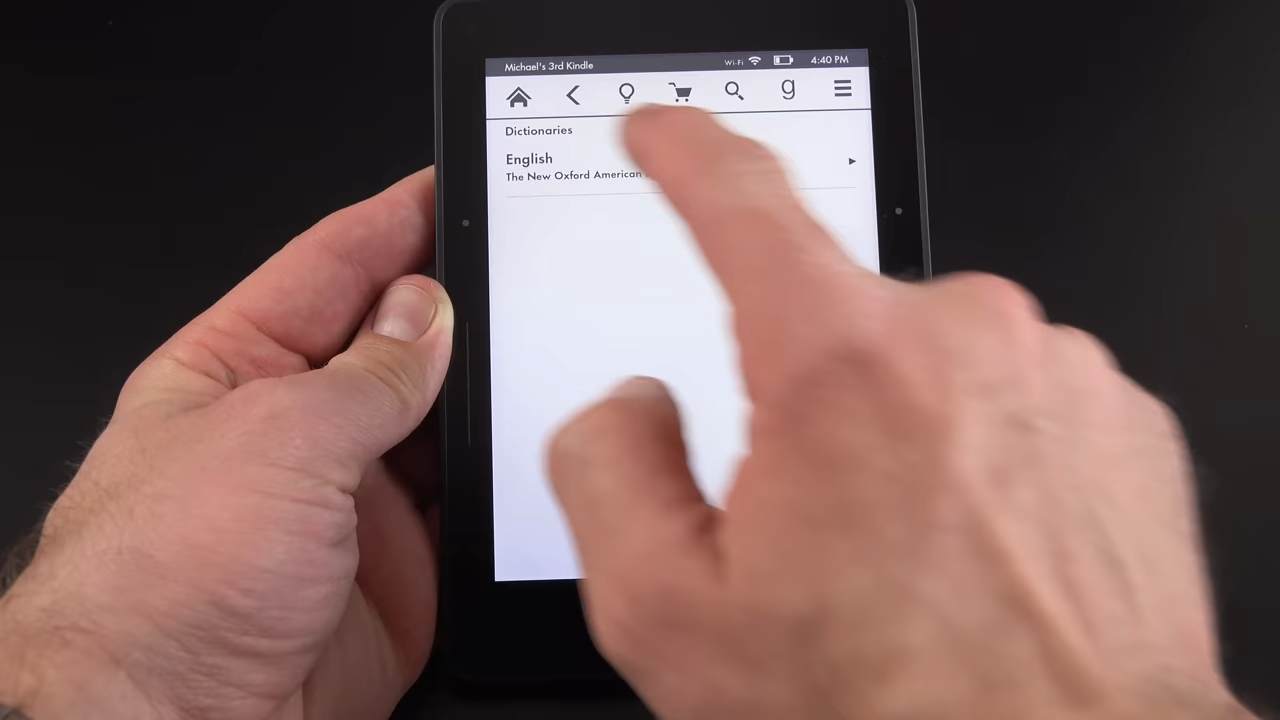 Michael's 3rd Kindle Wi-Fi 4:40 PM
g
Dictionaries
English
The New Oxford American